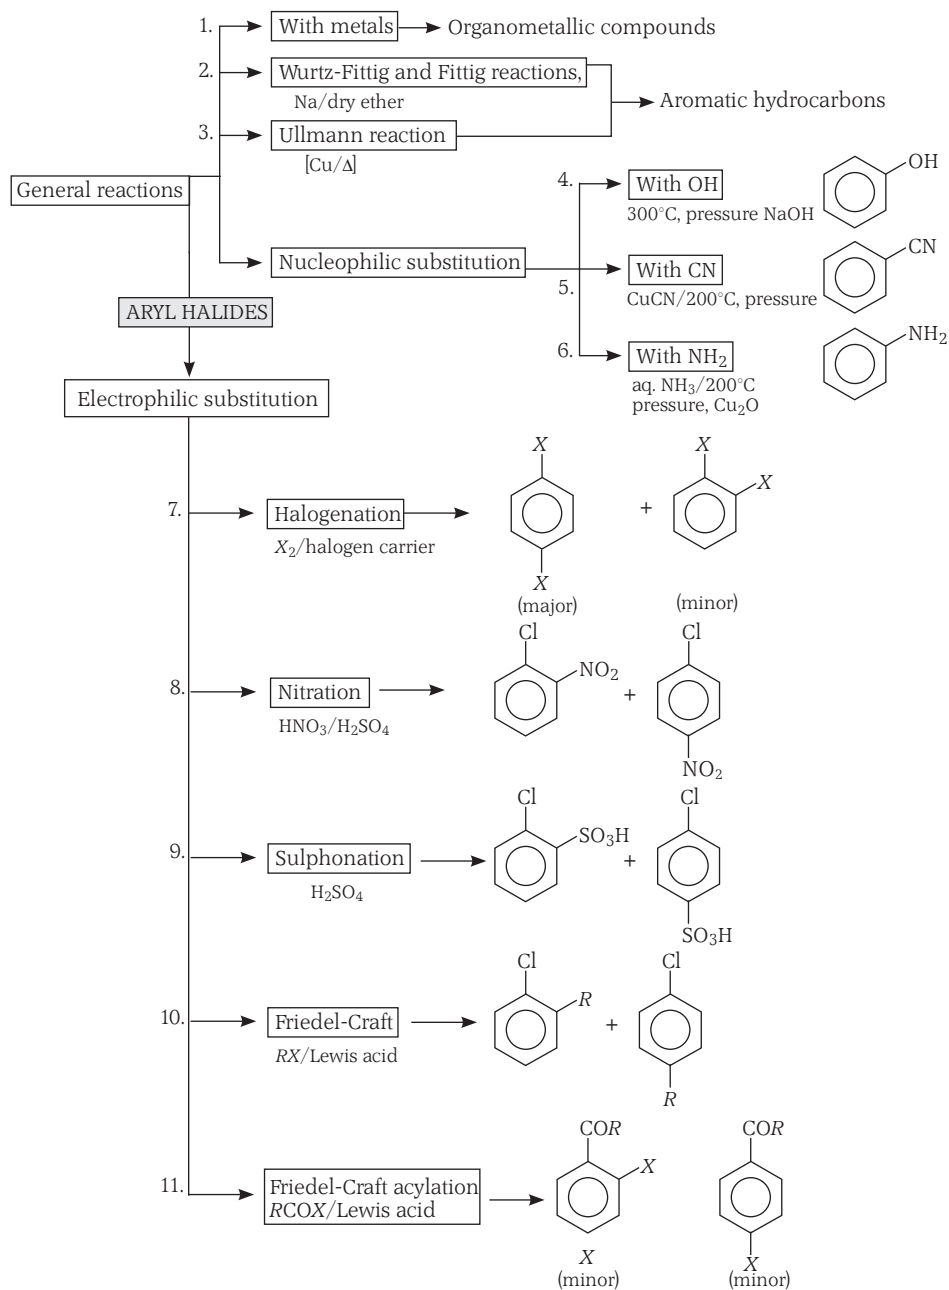 1. With metals Organometallic compounds
2. Wurtz-Fittig and Fittig reactions,
Na/dry ether
Aromatic hydrocarbons
3. Ullmann reaction
[Cu/Δ]
General reactions
4. With OH OH
300°C, pressure NaOH
Nucleophilic substitution
5. With CN CN
CuCN/200°C, pressure
ARYL HALIDES
6. With NH₂ NH₂
aq. NH₃/200°C
pressure, Cu₂O
Electrophilic substitution
X X
7. Halogenation + X
X₂/halogen carrier
X
(major) (minor)
Cl Cl
8. Nitration NO₂ +
HNO₃/H₂SO₄
NO₂
Cl Cl
9. Sulphonation SO₃H +
H₂SO₄
SO₃H
Cl Cl
10. Friedel-Craft R +
RX/Lewis acid
R
COR COR
11. Friedel-Craft acylation X
RCOX/Lewis acid
X X
(minor) (minor)